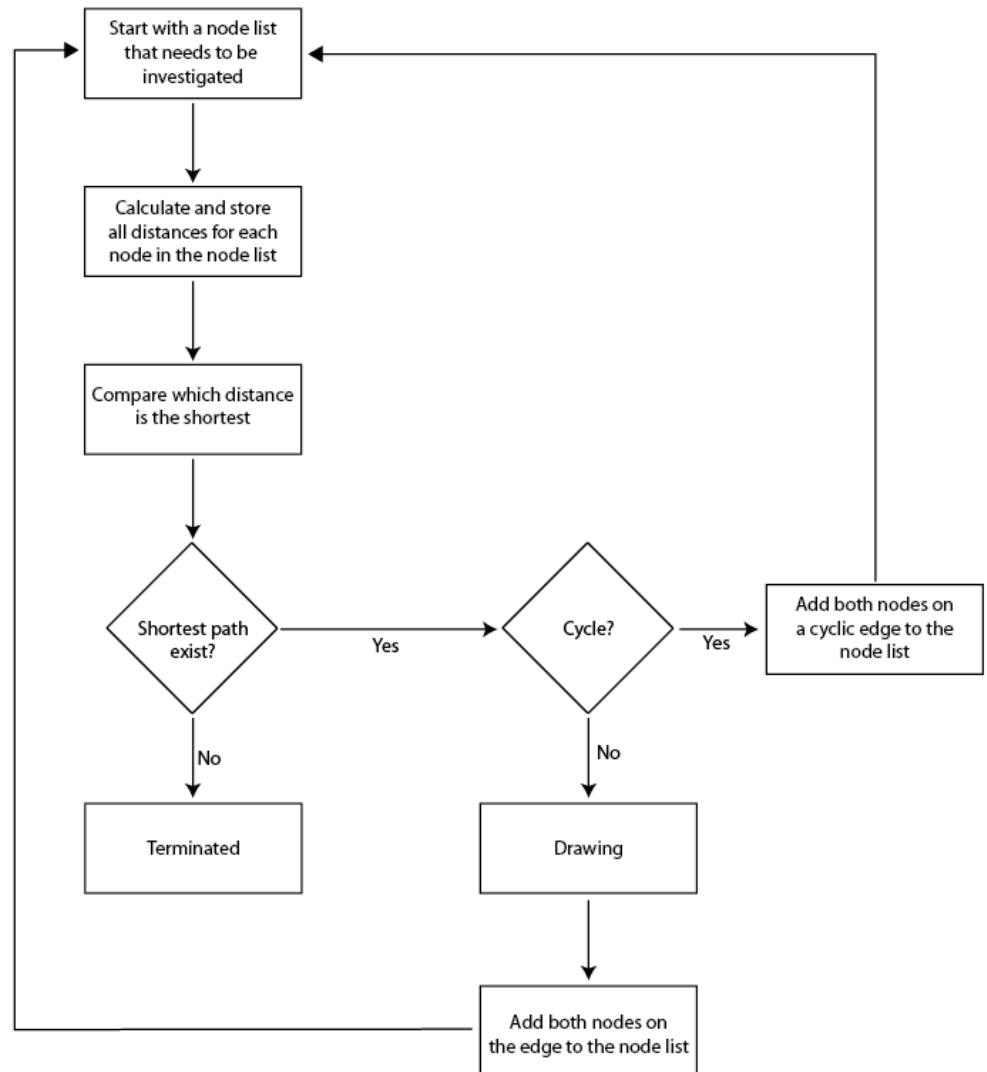 Start with a node list
that needs to be
investigated
Calculate and store
all distances for each
node in the node list
Compare which distance
is the shortest
Shortest path
exist?
Yes
Cycle?
Yes
Add both nodes on
a cyclic edge to the
node list
No
No
Terminated
Drawing
Add both nodes on
the edge to the node list